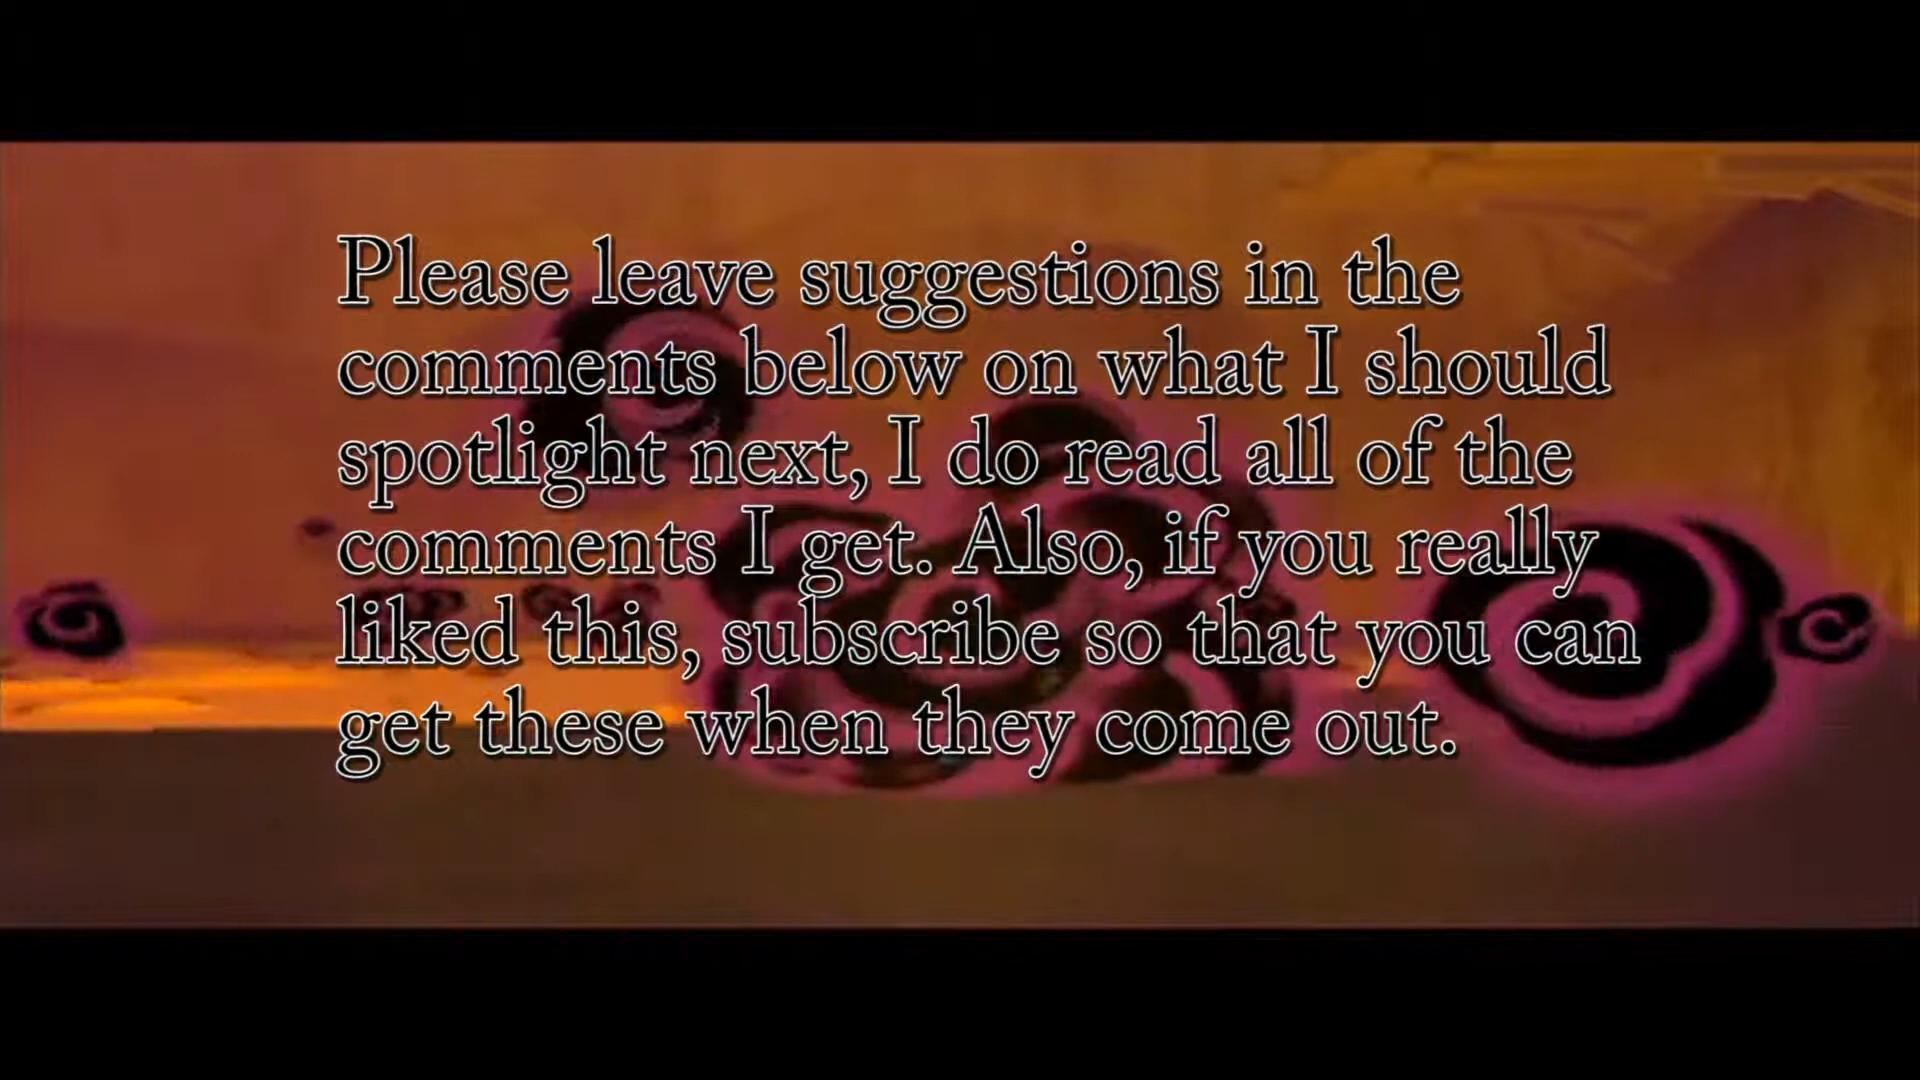 Please leave suggestions in the
comments below on what I should
spotlight next, I do read all of the
comments I get. Also, if you really
liked this, subscribe so that you can
get these when they come out.